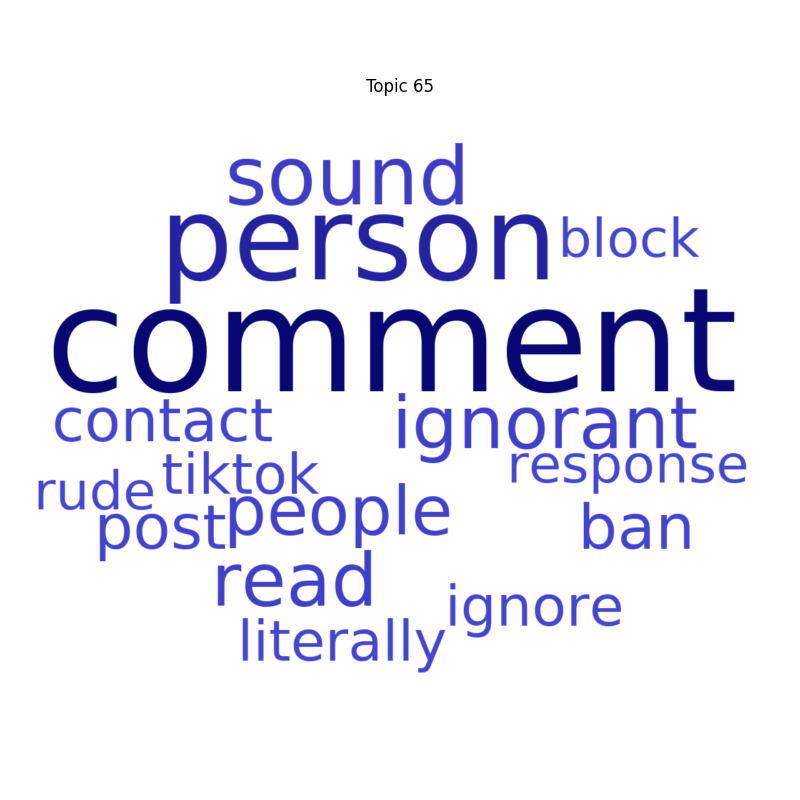 Topic 65
sound
person block
comment
contact ignorant
rude tiktok response
post people ban
read ignore
literally